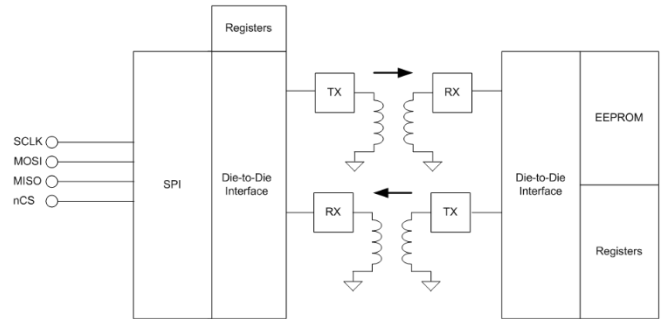 Registers
TX
RX
SCLK
MOSI
MISO
nCS
SPI
Die-to-Die
Interface
RX
TX
Die-to-Die
Interface
EEPROM
Registers